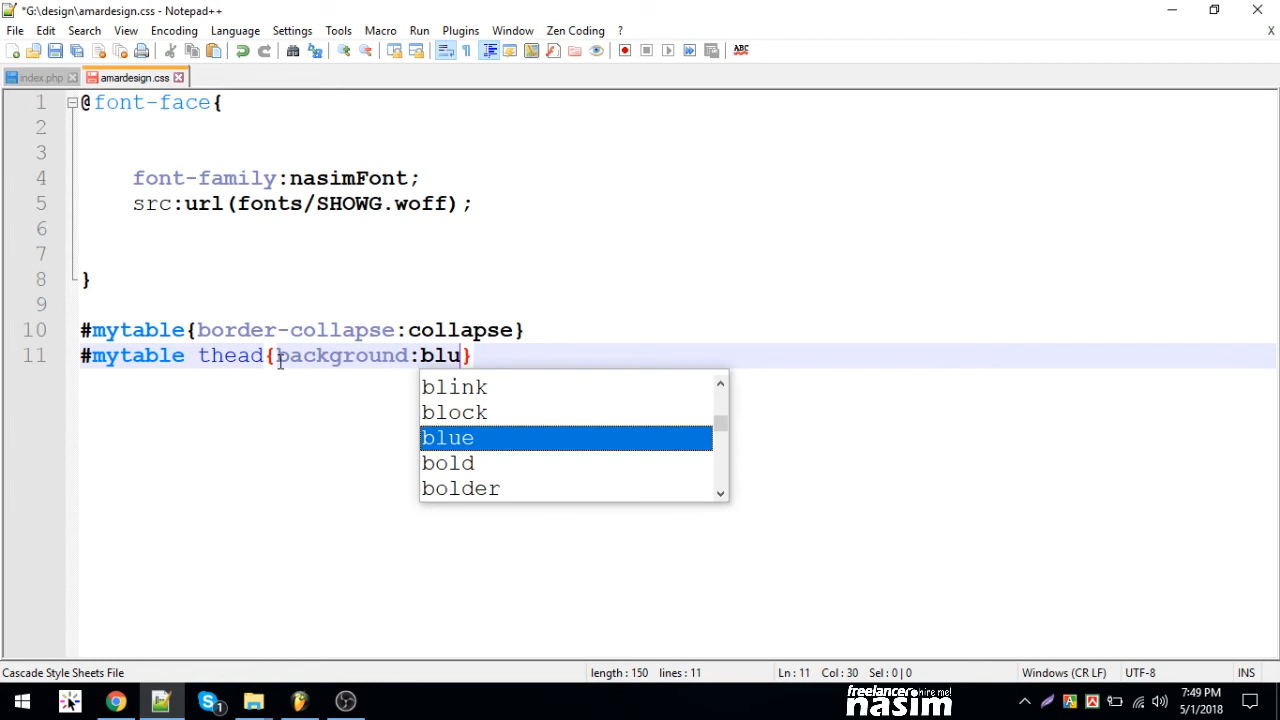 *G:\design\amardesign.css - Notepad++
File Edit Search View Encoding Language Settings Tools Macro Run Plugins Window Zen Coding ? X
ABC
index.php amardesign.css
1 @font-face{
2
3
4 font-family:nasimFont;
5 src:url(fonts/SHOWG.woff);
6
7
8 }
9
10 #mytable{border-collapse:collapse}
11 #mytable thead{background:blu}
blink
block
blue
bold
bolder
Cascade Style Sheets File length : 150 lines : 11 Ln : 11 Col : 30 Sel : 0 | 0 Windows (CR LF) UTF-8 INS
freelancer hire me!
nasim
7:49 PM
5/1/2018